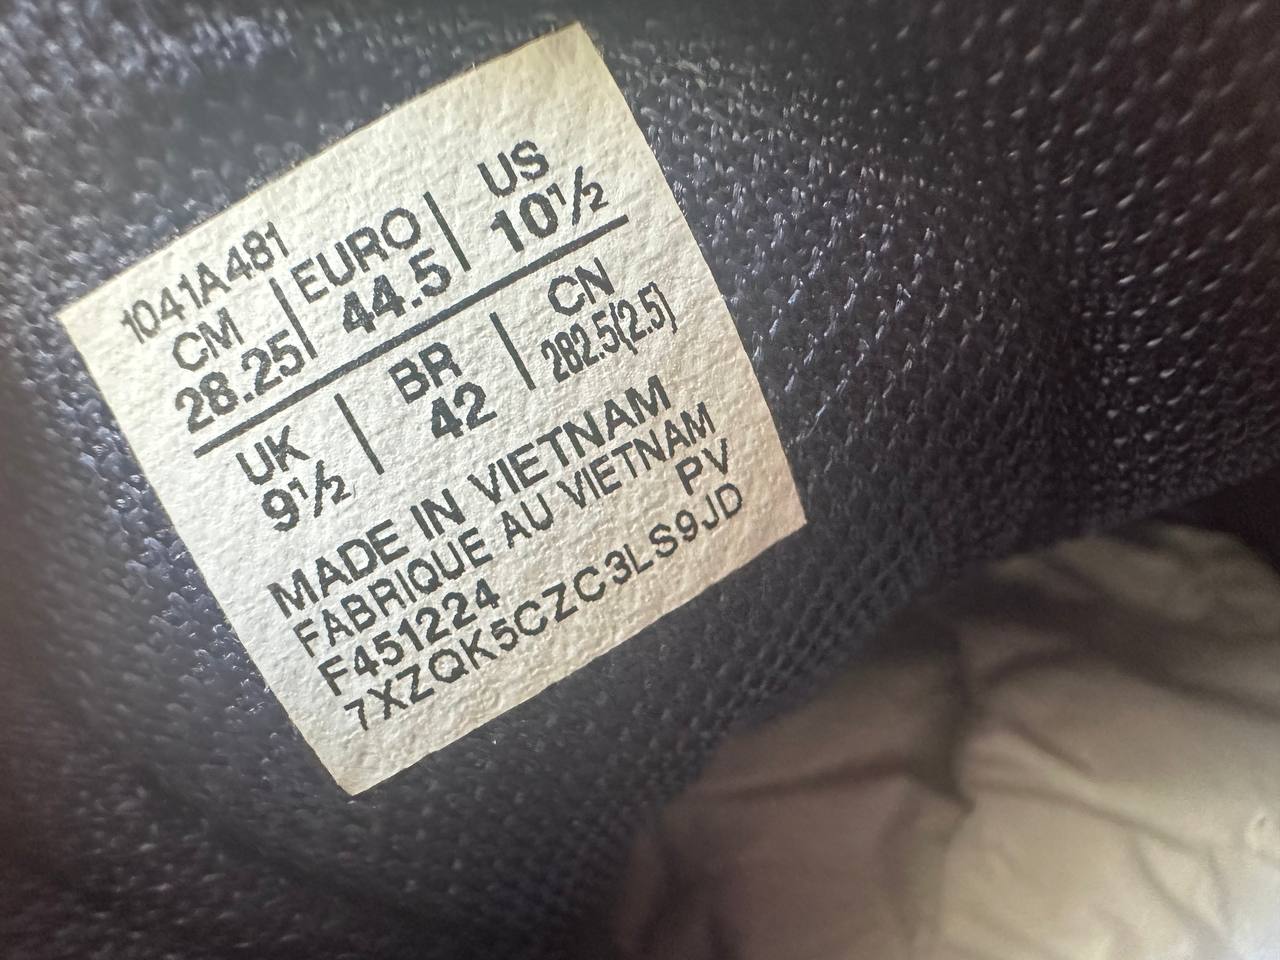 1041A481
CM | EURO | US
28.25 | 44.5 | 10½
UK | BR | CN
9½ | 42 | 282.5(2.5)
MADE IN VIETNAM
FABRIQUE AU VIETNAM
F451224 PV
7XZQK5CZC3LS9JD